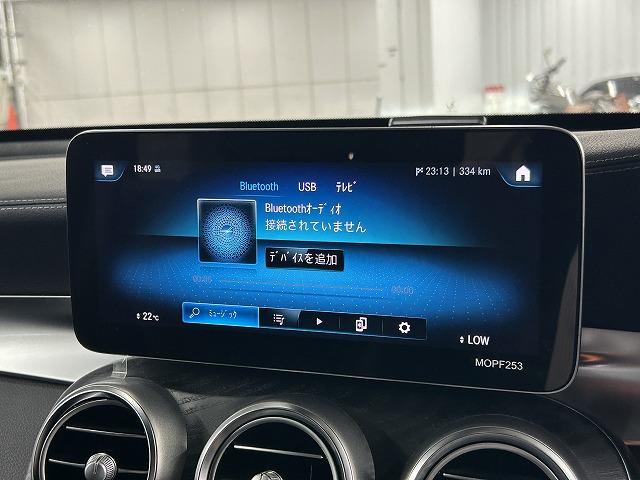 18:49
23:13 | 334 km
Bluetooth USB テレビ
Bluetoothオーディオ
接続されていません
デバイスを追加
00:00 00:00
ミュージック
22℃
LOW
MOPF253